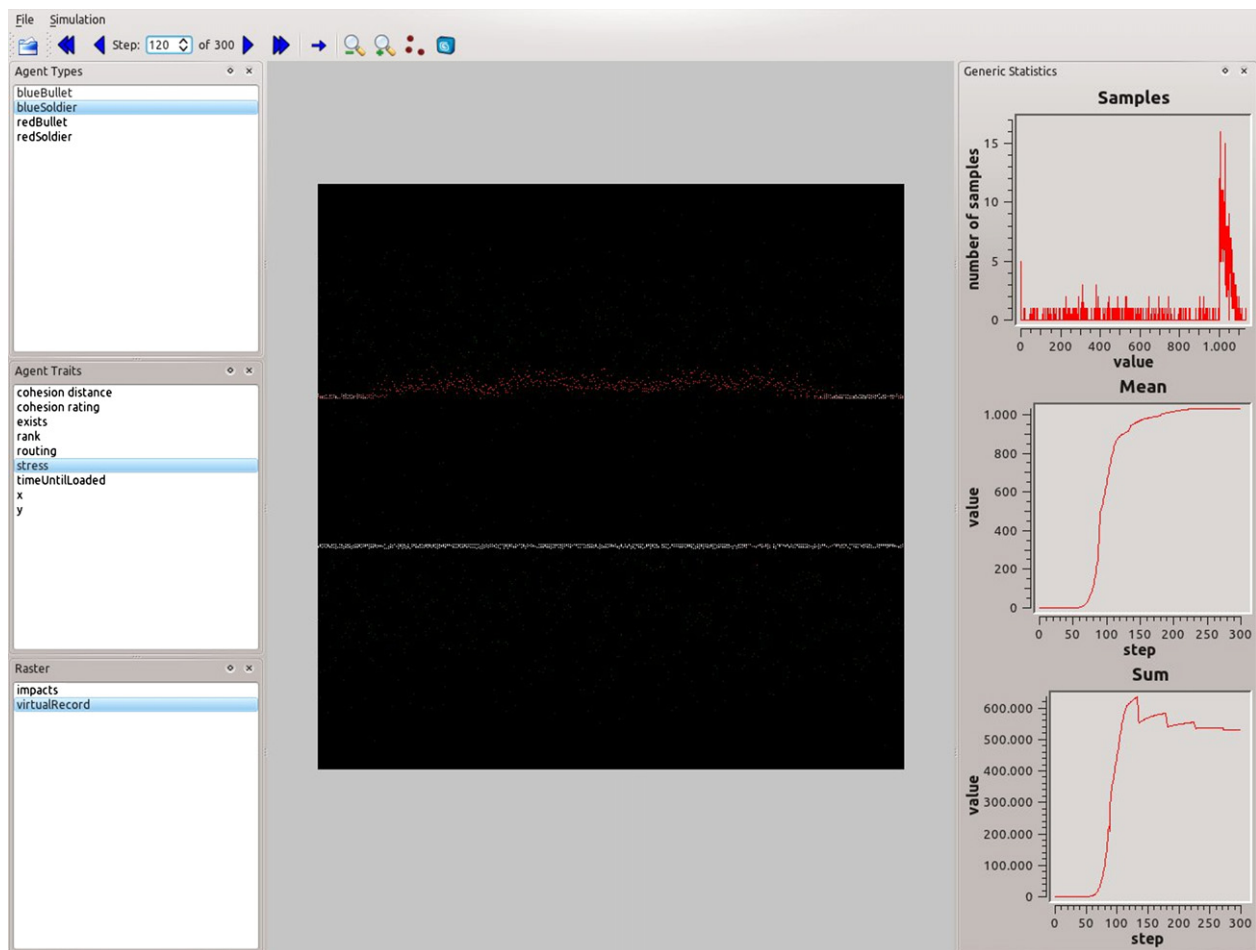 File Simulation
Step: 120 of 300
Agent Types
blueBullet
blueSoldier
redBullet
redSoldier
Agent Traits
cohesion distance
cohesion rating
exists
rank
routing
stress
timeUntilLoaded
x
y
Raster
impacts
virtualRecord
Generic Statistics
Samples
number of samples
15
10
5
0
0 200 400 600 800 1.000
value
Mean
value
1.000
800
600
400
200
0
0 50 100 150 200 250 300
step
Sum
value
600.000
500.000
400.000
300.000
200.000
100.000
0
0 50 100 150 200 250 300
step